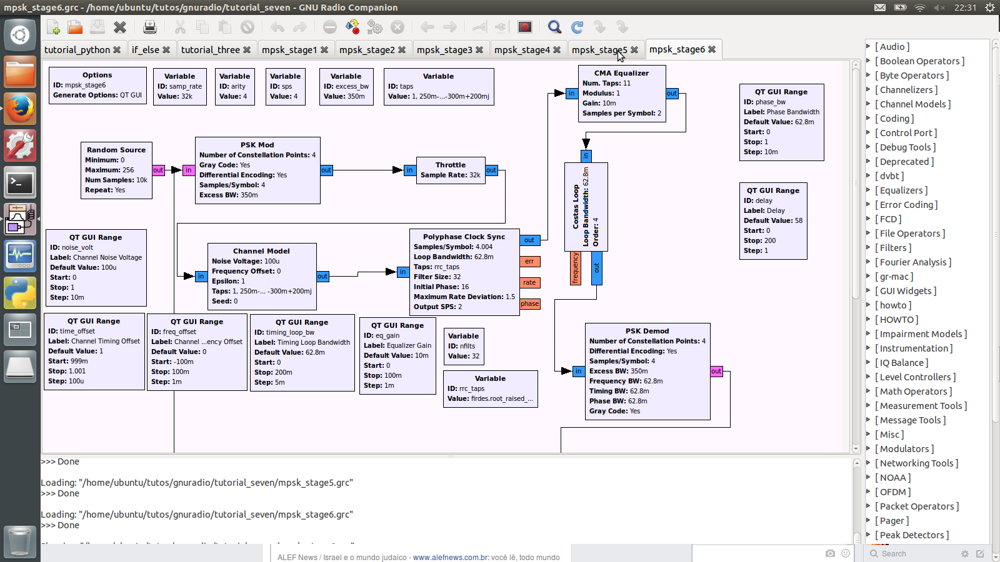 mpsk_stage6.grc - /home/ubuntu/tutos/gnuradio/tutorial_seven - GNU Radio Companion
22:31
tutorial_python
if_else
tutorial_three
mpsk_stage1
mpsk_stage2
mpsk_stage3
mpsk_stage4
mpsk_stage5
mpsk_stage6
Options
ID: mpsk_stage6
Generate Options: QT GUI
Variable
ID: samp_rate
Value: 32k
Variable
ID: arity
Value: 4
Variable
ID: sps
Value: 4
Variable
ID: excess_bw
Value: 350m
Variable
ID: taps
Value: 1, 250m-...-300m+200mj
CMA Equalizer
Num. Taps: 11
Modulus: 1
Gain: 10m
Samples per Symbol: 2
in
out
QT GUI Range
ID: phase_bw
Label: Phase Bandwidth
Default Value: 62.8m
Start: 0
Stop: 1
Step: 10m
Random Source
Minimum: 0
Maximum: 256
Num Samples: 10k
Repeat: Yes
out
PSK Mod
Number of Constellation Points: 4
Gray Code: Yes
Differential Encoding: Yes
Samples/Symbol: 4
Excess BW: 350m
in
out
Throttle
Sample Rate: 32k
in
out
in
Costas Loop
Loop Bandwidth: 62.8m
Order: 4
frequency
out
QT GUI Range
ID: delay
Label: Delay
Default Value: 58
Start: 0
Stop: 200
Step: 1
QT GUI Range
ID: noise_volt
Label: Channel Noise Voltage
Default Value: 100u
Start: 0
Stop: 1
Step: 10m
Channel Model
Noise Voltage: 100u
Frequency Offset: 0
Epsilon: 1
Taps: 1, 250m-... -300m+200mj
Seed: 0
in
out
Polyphase Clock Sync
Samples/Symbol: 4.004
Loop Bandwidth: 62.8m
Taps: rrc_taps
Filter Size: 32
Initial Phase: 16
Maximum Rate Deviation: 1.5
Output SPS: 2
in
out
err
rate
phase
QT GUI Range
ID: time_offset
Label: Channel Timing Offset
Default Value: 1
Start: 999m
Stop: 1.001
Step: 100u
QT GUI Range
ID: freq_offset
Label: Channel ...ency Offset
Default Value: 0
Start: -100m
Stop: 100m
Step: 1m
QT GUI Range
ID: timing_loop_bw
Label: Timing Loop Bandwidth
Default Value: 62.8m
Start: 0
Stop: 200m
Step: 5m
QT GUI Range
ID: eq_gain
Label: Equalizer Gain
Default Value: 10m
Start: 0
Stop: 100m
Step: 1m
Variable
ID: nfilts
Value: 32
Variable
ID: rrc_taps
Value: firdes.root_raised_...
PSK Demod
Number of Constellation Points: 4
Differential Encoding: Yes
Samples/Symbol: 4
Excess BW: 350m
Frequency BW: 62.8m
Timing BW: 62.8m
Phase BW: 62.8m
Gray Code: Yes
in
out
[ Audio ]
[ Boolean Operators ]
[ Byte Operators ]
[ Channelizers ]
[ Channel Models ]
[ Coding ]
[ Control Port ]
[ Debug Tools ]
[ Deprecated ]
[ dvbt ]
[ Equalizers ]
[ Error Coding ]
[ FCD ]
[ File Operators ]
[ Filters ]
[ Fourier Analysis ]
[ gr-mac ]
[ GUI Widgets ]
[ howto ]
[ HOWTO ]
[ Impairment Models ]
[ Instrumentation ]
[ IQ Balance ]
[ Level Controllers ]
[ Math Operators ]
[ Measurement Tools ]
[ Message Tools ]
[ Misc ]
[ Modulators ]
[ Networking Tools ]
[ NOAA ]
[ OFDM ]
[ Packet Operators ]
[ Pager ]
[ Peak Detectors ]
>>> Done
Loading: "/home/ubuntu/tutos/gnuradio/tutorial_seven/mpsk_stage5.grc"
>>> Done
Loading: "/home/ubuntu/tutos/gnuradio/tutorial_seven/mpsk_stage6.grc"
>>> Done
ALEF News / Israel e o mundo judaico - www.alefnews.com.br: você lê, todo mundo
Search